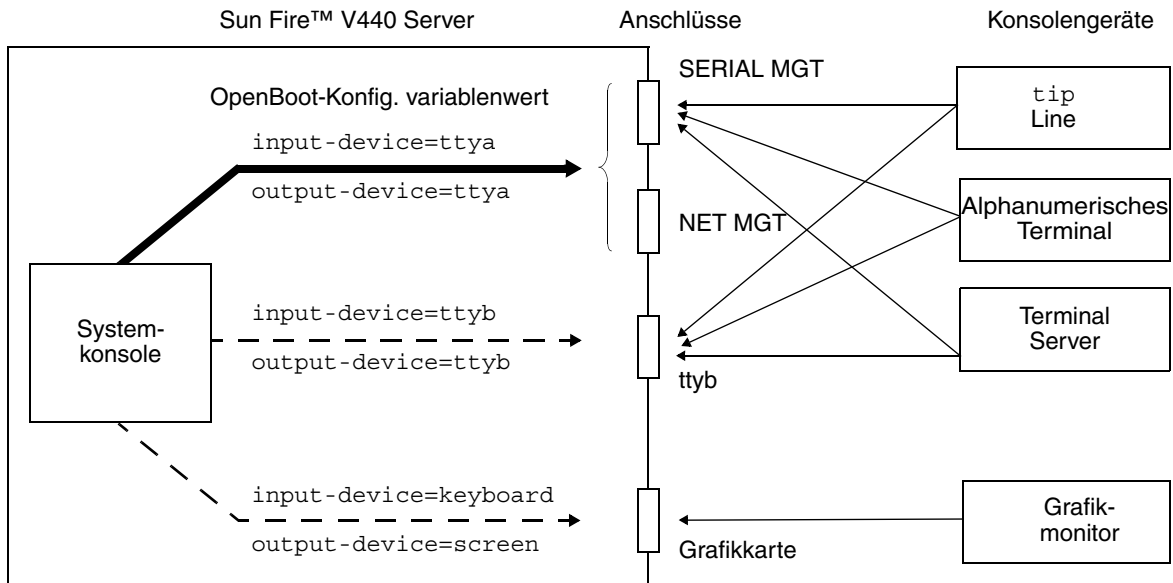 Sun Fire™ V440 Server
Anschlüsse
Konsolengeräte
SERIAL MGT
OpenBoot-Konfig. variablenwert
input-device=ttya
output-device=ttya
NET MGT
tip
Line
Alphanumerisches
Terminal
System-
konsole
input-device=ttyb
output-device=ttyb
ttyb
Terminal
Server
input-device=keyboard
output-device=screen
Grafikkarte
Grafik-
monitor